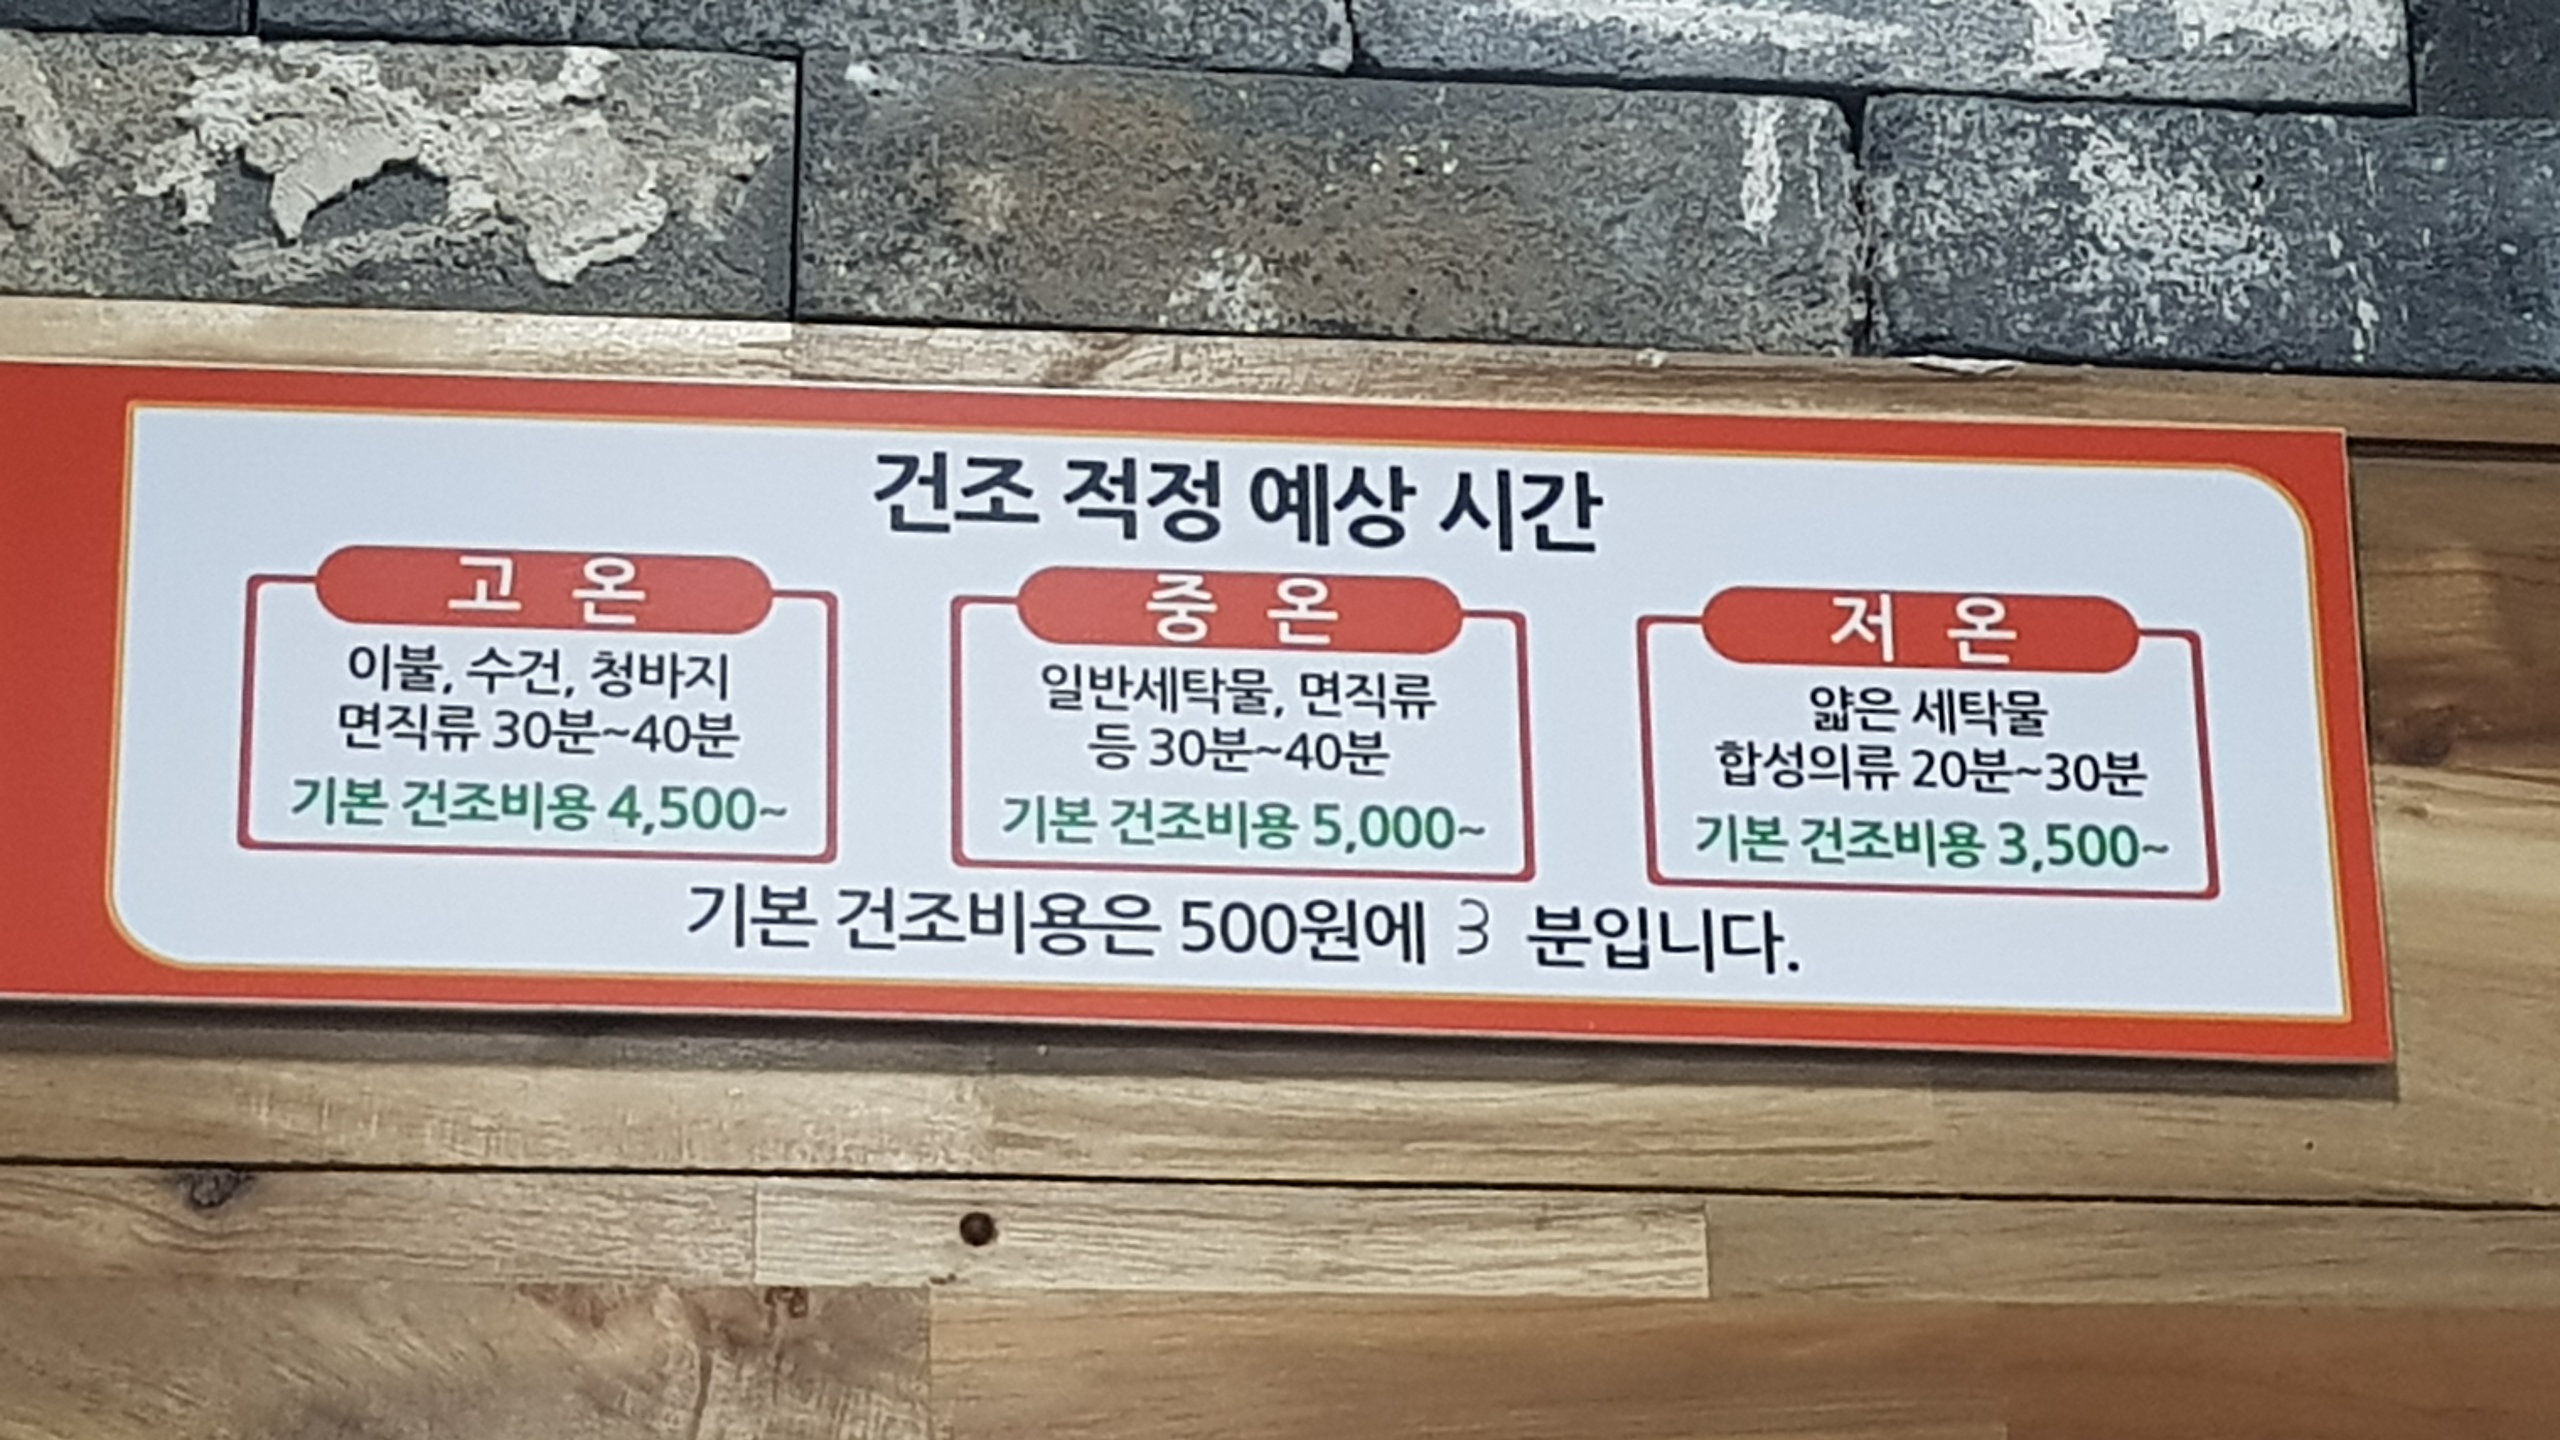 건조 적정 예상 시간
고 온
이불, 수건, 청바지
면직류 30분~40분
기본 건조비용 4,500~
중 온
일반세탁물, 면직류
등 30분~40분
기본 건조비용 5,000~
저 온
얇은 세탁물
합성의류 20분~30분
기본 건조비용 3,500~
기본 건조비용은 500원에 3 분입니다.